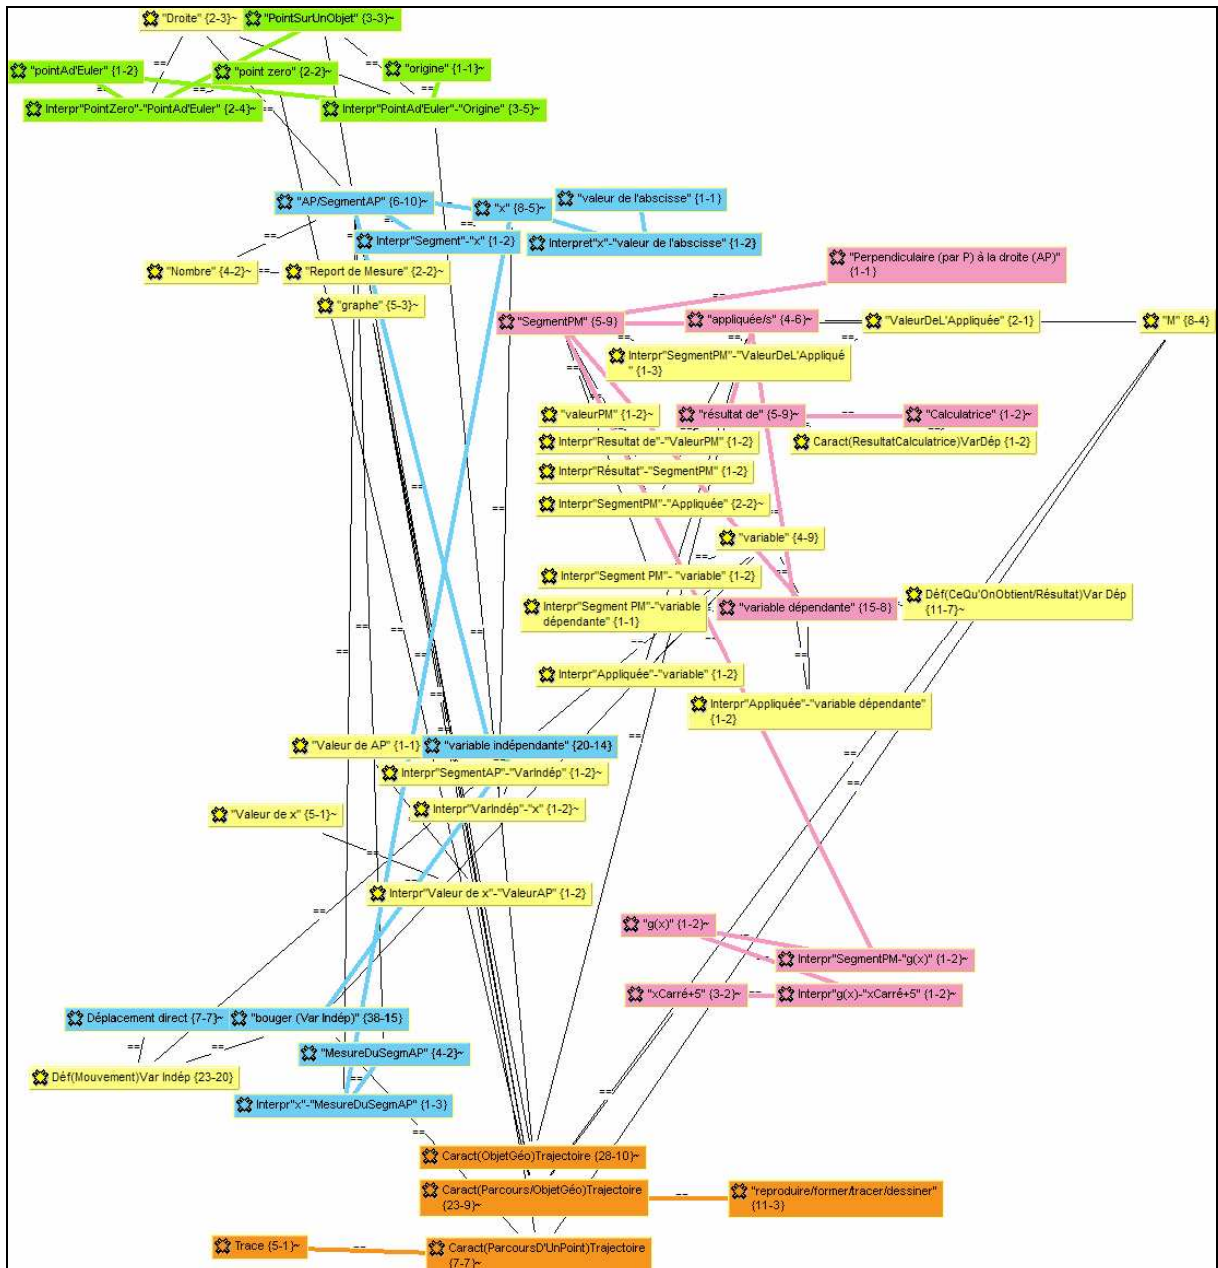 "Droite" {2-3}~
"PointSurUnObjet" {3-3}~
"pointAd'Euler" {1-2}
"point zero" {2-2}~
"origine" {1-1}~
Interpr"PointZero"-"PointAd'Euler" {2-4}~
Interpr"PointAd'Euler"-"Origine" {3-5}~
"AP/SegmentAP" {6-10}~
"x" {8-5}~
"valeur de l'abscisse" {1-1}
Interpr"Segment"-"x" {1-2}
Interpret"x"-"valeur de l'abscisse" {1-2}
"Nombre" {4-2}~
"Report de Mesure" {2-2}~
"Perpendiculaire (par P) à la droite (AP)"
{1-1}
"graphe" {5-3}~
"SegmentPM" {5-9}
"appliquée/s" {4-6}~
"ValeurDeL'Appliquée" {2-1}
"M" {8-4}
Interpr"SegmentPM"-"ValeurDeL'Appliqué
" {1-3}
"valeurPM" {1-2}~
"résultat de" {5-9}~
"Calculatrice" {1-2}~
Interpr"Resultat de"-"ValeurPM" {1-2}
Caract(ResultatCalculatrice)VarDép {1-2}
Interpr"Résultat"-"SegmentPM" {1-2}
Interpr"SegmentPM"-"Appliquée" {2-2}~
"variable" {4-9}
Interpr"Segment PM"- "variable" {1-2}
Interpr"Segment PM"-"variable
dépendante" {1-1}
"variable dépendante" {15-8}
Déf(CeQu'OnObtient/Résultat)Var Dép
{11-7}~
Interpr"Appliquée"-"variable" {1-2}
Interpr"Appliquée"-"variable dépendante"
{1-2}
"Valeur de AP" {1-1}
"variable indépendante" {20-14}
Interpr"SegmentAP"-"VarIndép" {1-2}~
"Valeur de x" {5-1}~
Interpr"VarIndép"-"x" {1-2}~
Interpr"Valeur de x"-"ValeurAP" {1-2}
"g(x)" {1-2}~
Interpr"SegmentPM-"g(x)" {1-2}~
"xCarré+5" {3-2}~
Interpr"g(x)-"xCarré+5" {1-2}~
Déplacement direct {7-7}~
"bouger (Var Indép)" {38-15}
"MesureDuSegmAP" {4-2}~
Déf(Mouvement)Var Indép {23-20}
Interpr"x"-"MesureDuSegmAP" {1-3}
Caract(ObjetGéo)Trajectoire {28-10}~
Caract(Parcours/ObjetGéo)Trajectoire
{23-9}~
"reproduire/former/tracer/dessiner"
{11-3}
Trace {5-1}~
Caract(ParcoursD'UnPoint)Trajectoire
{7-7}~